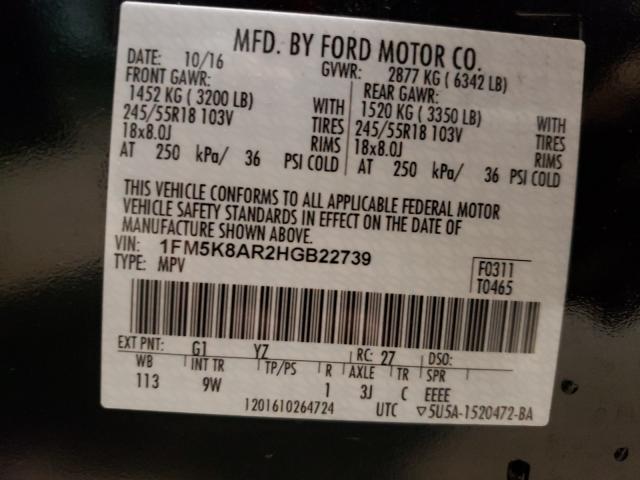 MFD. BY FORD MOTOR CO.
DATE: 10/16 GVWR: 2877 KG ( 6342 LB)
FRONT GAWR: REAR GAWR:
1452 KG ( 3200 LB) WITH 1520 KG ( 3350 LB) WITH
245/55R18 103V TIRES 245/55R18 103V TIRES
18x8.0J RIMS 18x8.0J RIMS
AT 250 kPa/ 36 PSI COLD AT 250 kPa/ 36 PSI COLD
THIS VEHICLE CONFORMS TO ALL APPLICABLE FEDERAL MOTOR
VEHICLE SAFETY STANDARDS IN EFFECT ON THE DATE OF
MANUFACTURE SHOWN ABOVE.
VIN: 1FM5K8AR2HGB22739
TYPE: MPV F0311
T0465
EXT PNT: G1 YZ RC: 27 DSO:
WB INT TR TP/PS R AXLE TR SPR
113 9W 1 3J C EEEE
1201610264724 UTC ▽5U5A-1520472-BA